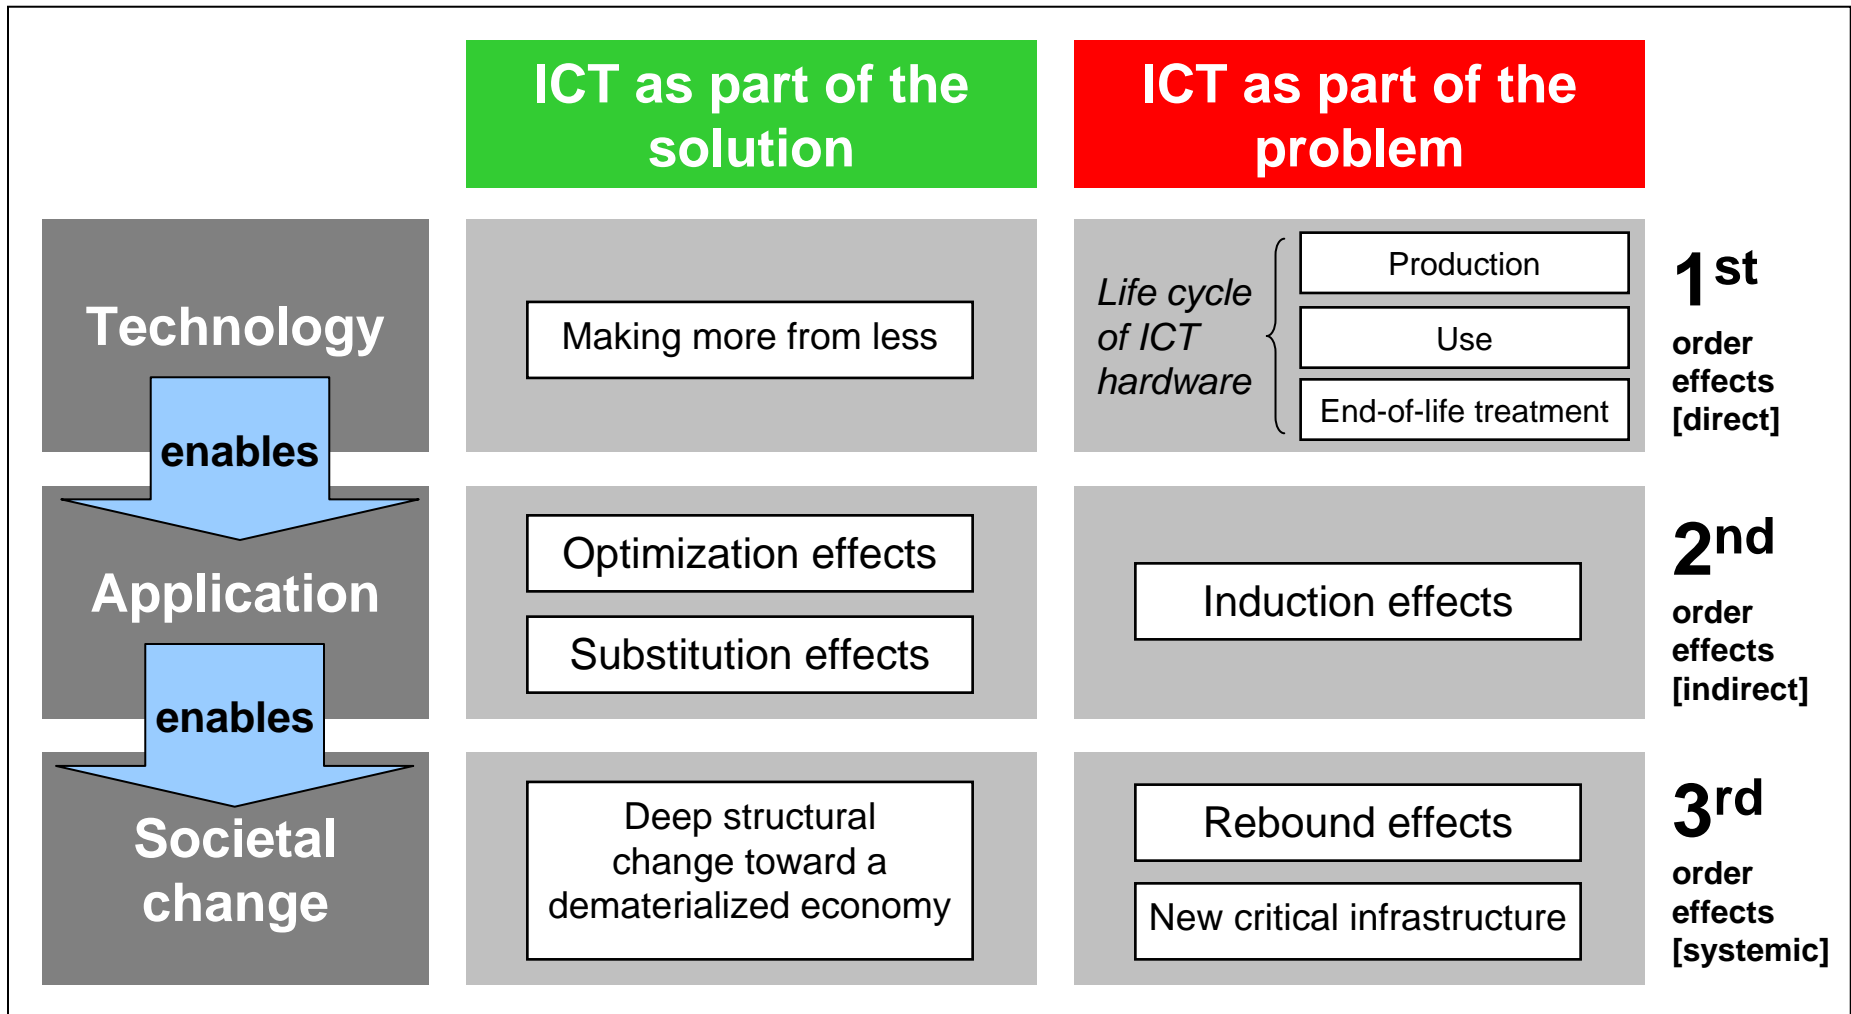 ICT as part of the
solution
ICT as part of the
problem
Technology
enables
Making more from less
Life cycle
of ICT
hardware
Production
Use
End-of-life treatment
1st
order
effects
[direct]
Application
enables
Optimization effects
Substitution effects
Induction effects
2nd
order
effects
[indirect]
Societal
change
Deep structural
change toward a
dematerialized economy
Rebound effects
New critical infrastructure
3rd
order
effects
[systemic]